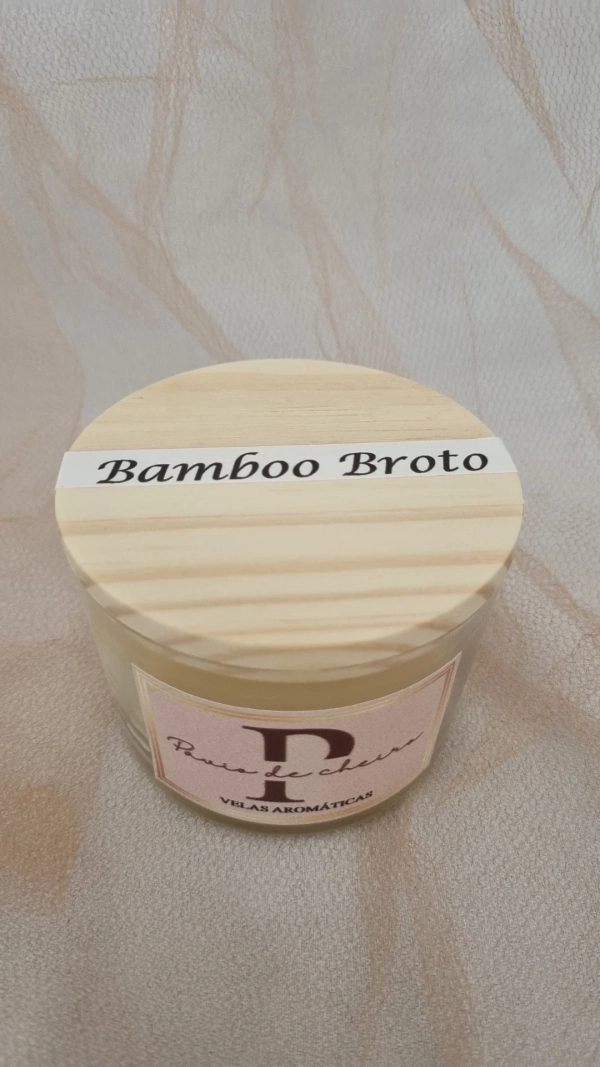 Bamboo Broto
P
Pavio de cheiro
VELAS AROMÁTICAS